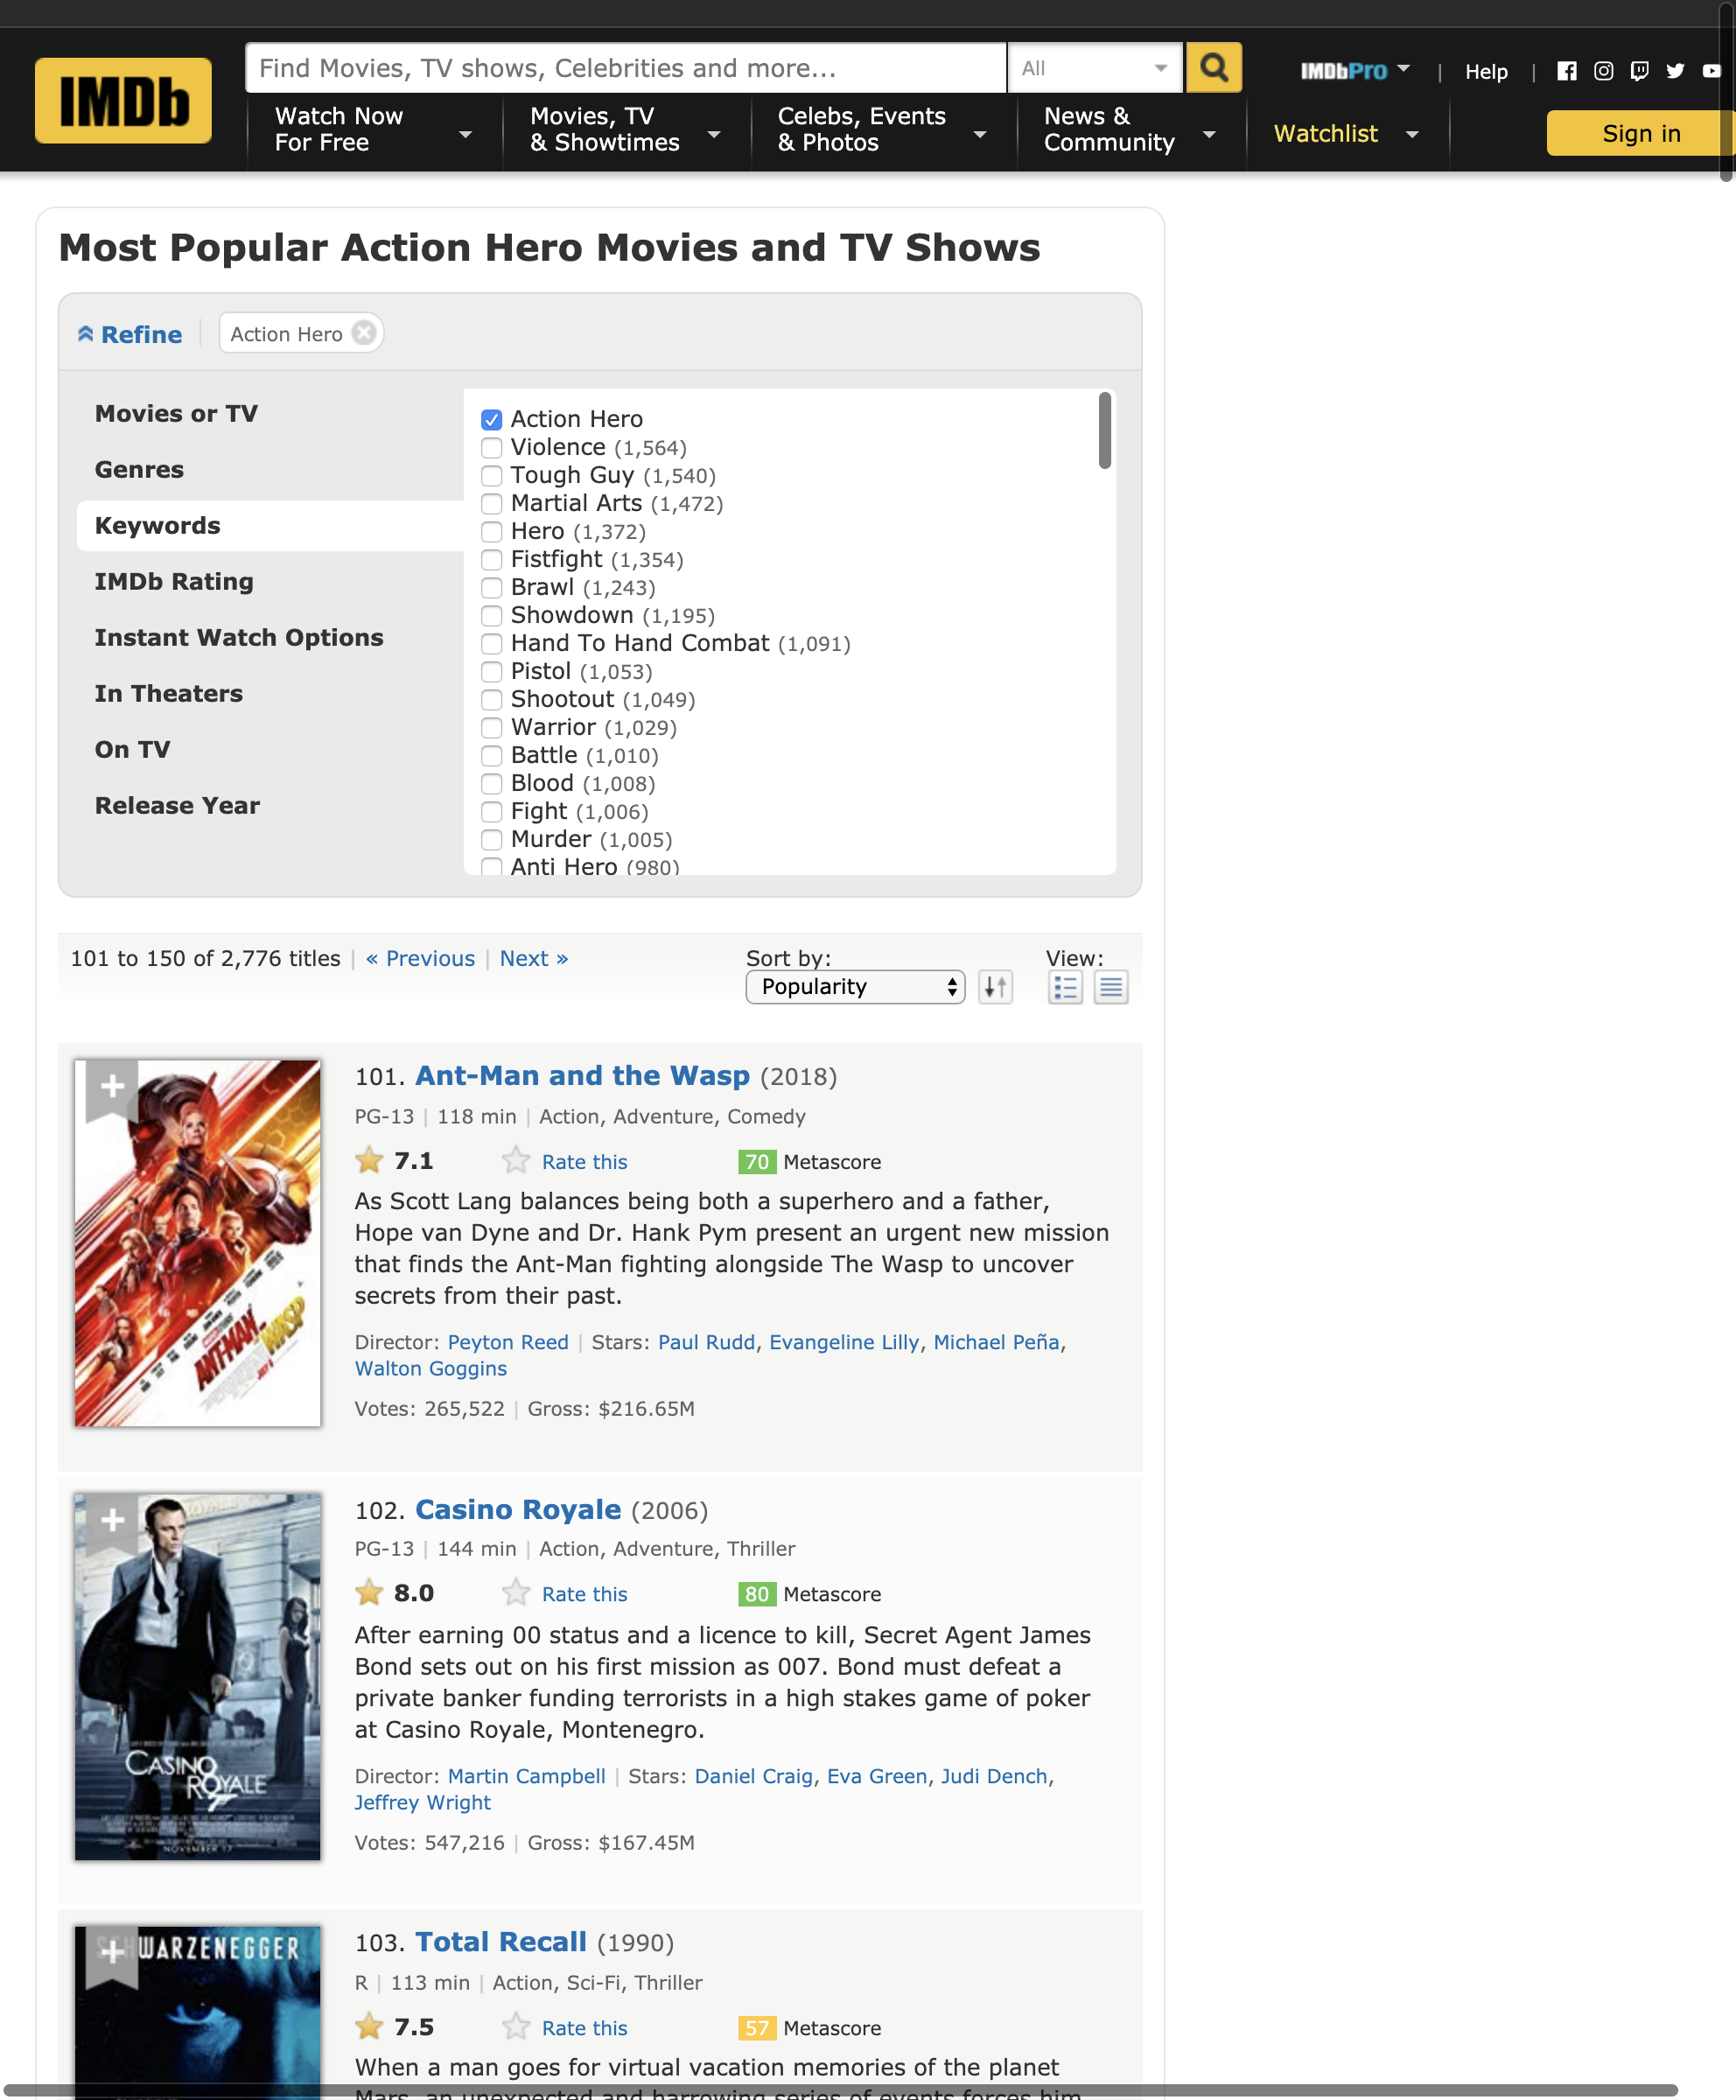 IMDb
Find Movies, TV shows, Celebrities and more...
All
IMDbPro
|
Help
|
Watch Now
For Free
Movies, TV
& Showtimes
Celebs, Events
& Photos
News &
Community
Watchlist
Sign in
Most Popular Action Hero Movies and TV Shows
Refine
Action Hero
Movies or TV
Genres
Keywords
IMDb Rating
Instant Watch Options
In Theaters
On TV
Release Year
Action Hero
Violence (1,564)
Tough Guy (1,540)
Martial Arts (1,472)
Hero (1,372)
Fistfight (1,354)
Brawl (1,243)
Showdown (1,195)
Hand To Hand Combat (1,091)
Pistol (1,053)
Shootout (1,049)
Warrior (1,029)
Battle (1,010)
Blood (1,008)
Fight (1,006)
Murder (1,005)
Anti Hero (980)
101 to 150 of 2,776 titles | « Previous | Next »
Sort by:
Popularity
View:
ANT-MAN
WASP
101. Ant-Man and the Wasp (2018)
PG-13 | 118 min | Action, Adventure, Comedy
7.1 Rate this 70 Metascore
As Scott Lang balances being both a superhero and a father,
Hope van Dyne and Dr. Hank Pym present an urgent new mission
that finds the Ant-Man fighting alongside The Wasp to uncover
secrets from their past.
Director: Peyton Reed | Stars: Paul Rudd, Evangeline Lilly, Michael Peña,
Walton Goggins
Votes: 265,522 | Gross: $216.65M
CASINO
ROYALE
NOVEMBER 17
102. Casino Royale (2006)
PG-13 | 144 min | Action, Adventure, Thriller
8.0 Rate this 80 Metascore
After earning 00 status and a licence to kill, Secret Agent James
Bond sets out on his first mission as 007. Bond must defeat a
private banker funding terrorists in a high stakes game of poker
at Casino Royale, Montenegro.
Director: Martin Campbell | Stars: Daniel Craig, Eva Green, Judi Dench,
Jeffrey Wright
Votes: 547,216 | Gross: $167.45M
SCHWARZENEGGER
103. Total Recall (1990)
R | 113 min | Action, Sci-Fi, Thriller
7.5 Rate this 57 Metascore
When a man goes for virtual vacation memories of the planet
Mars, an unexpected and harrowing series of events forces him